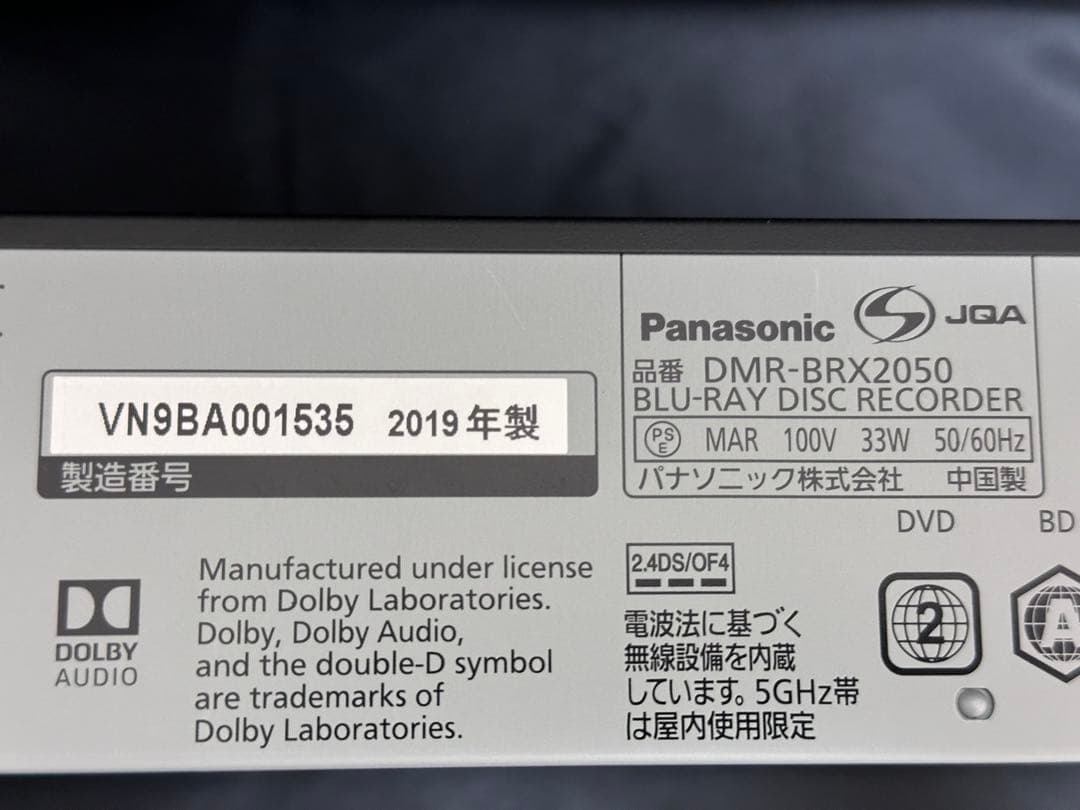 VN9BA001535 2019年製
製造番号
Panasonic
JQA
品番 DMR-BRX2050
BLU-RAY DISC RECORDER
PS E MAR 100V 33W 50/60Hz
パナソニック株式会社 中国製
DOLBY
AUDIO
Manufactured under license
from Dolby Laboratories.
Dolby, Dolby Audio,
and the double-D symbol
are trademarks of
Dolby Laboratories.
2.4DS/OF4
電波法に基づく
無線設備を内蔵
しています。5GHz帯
は屋内使用限定
DVD
2
BD
A